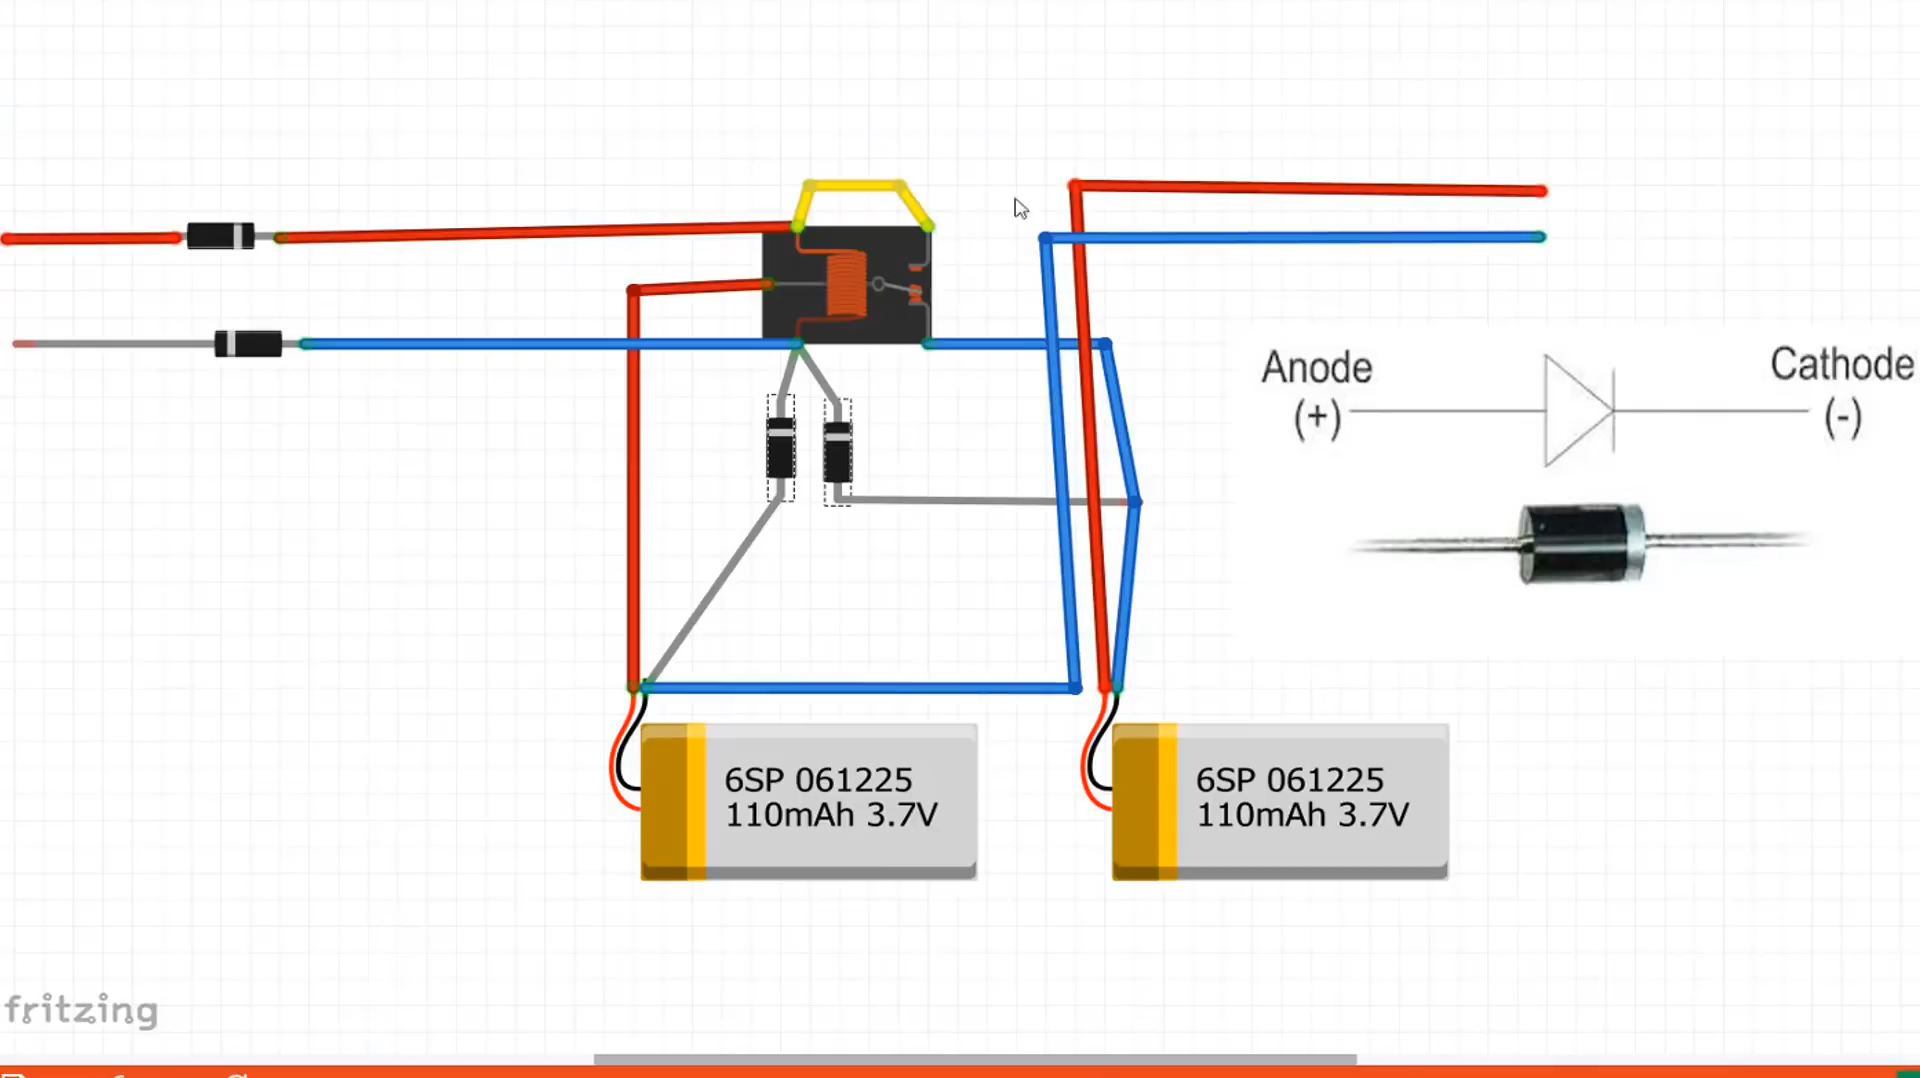 Anode
Cathode
(+)
(-)
6SP 061225
110mAh 3.7V
6SP 061225
110mAh 3.7V
fritzing